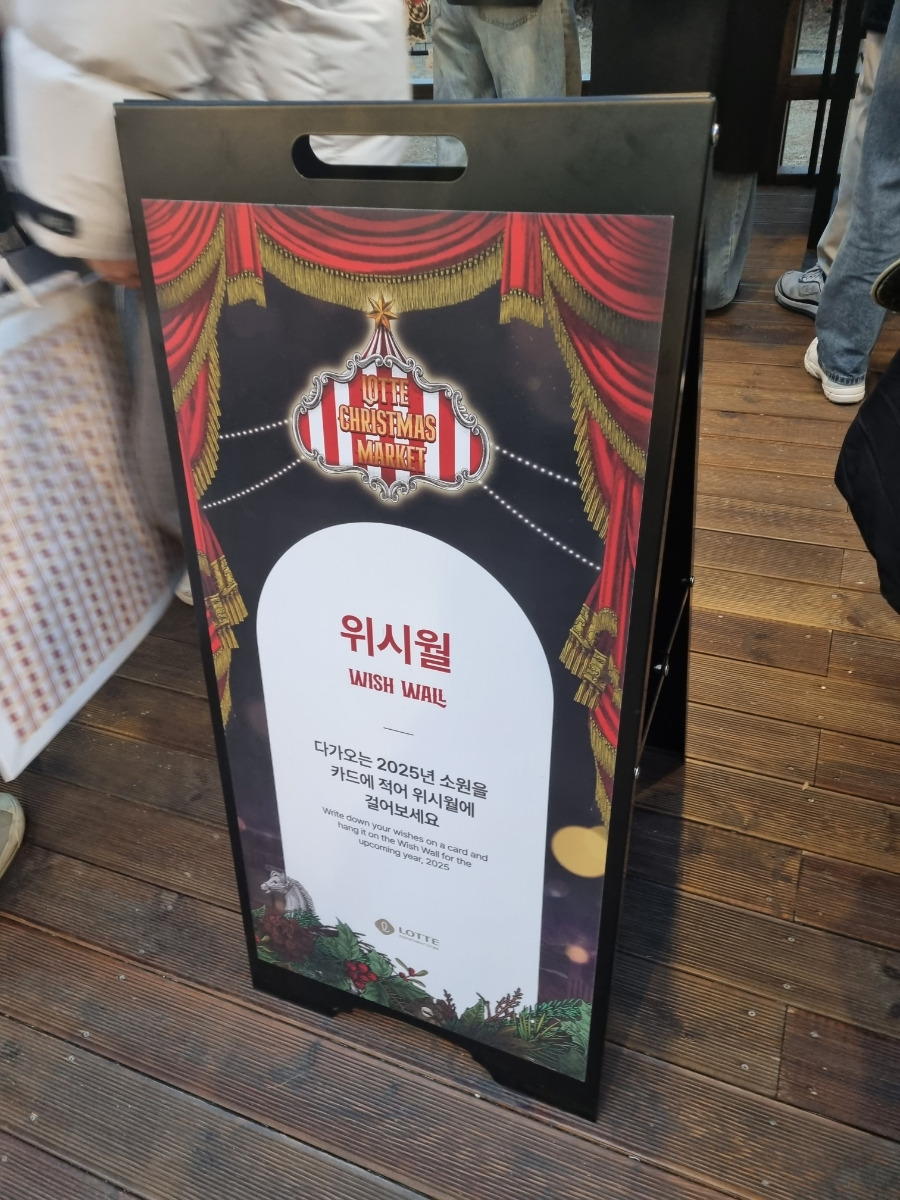 LOTTE
CHRISTMAS
MARKET
위시월
WISH WALL
다가오는 2025년 소원을
카드에 적어 위시월에
걸어보세요
Write down your wishes on a card and
hang it on the Wish Wall for the
upcoming year, 2025
LOTTE